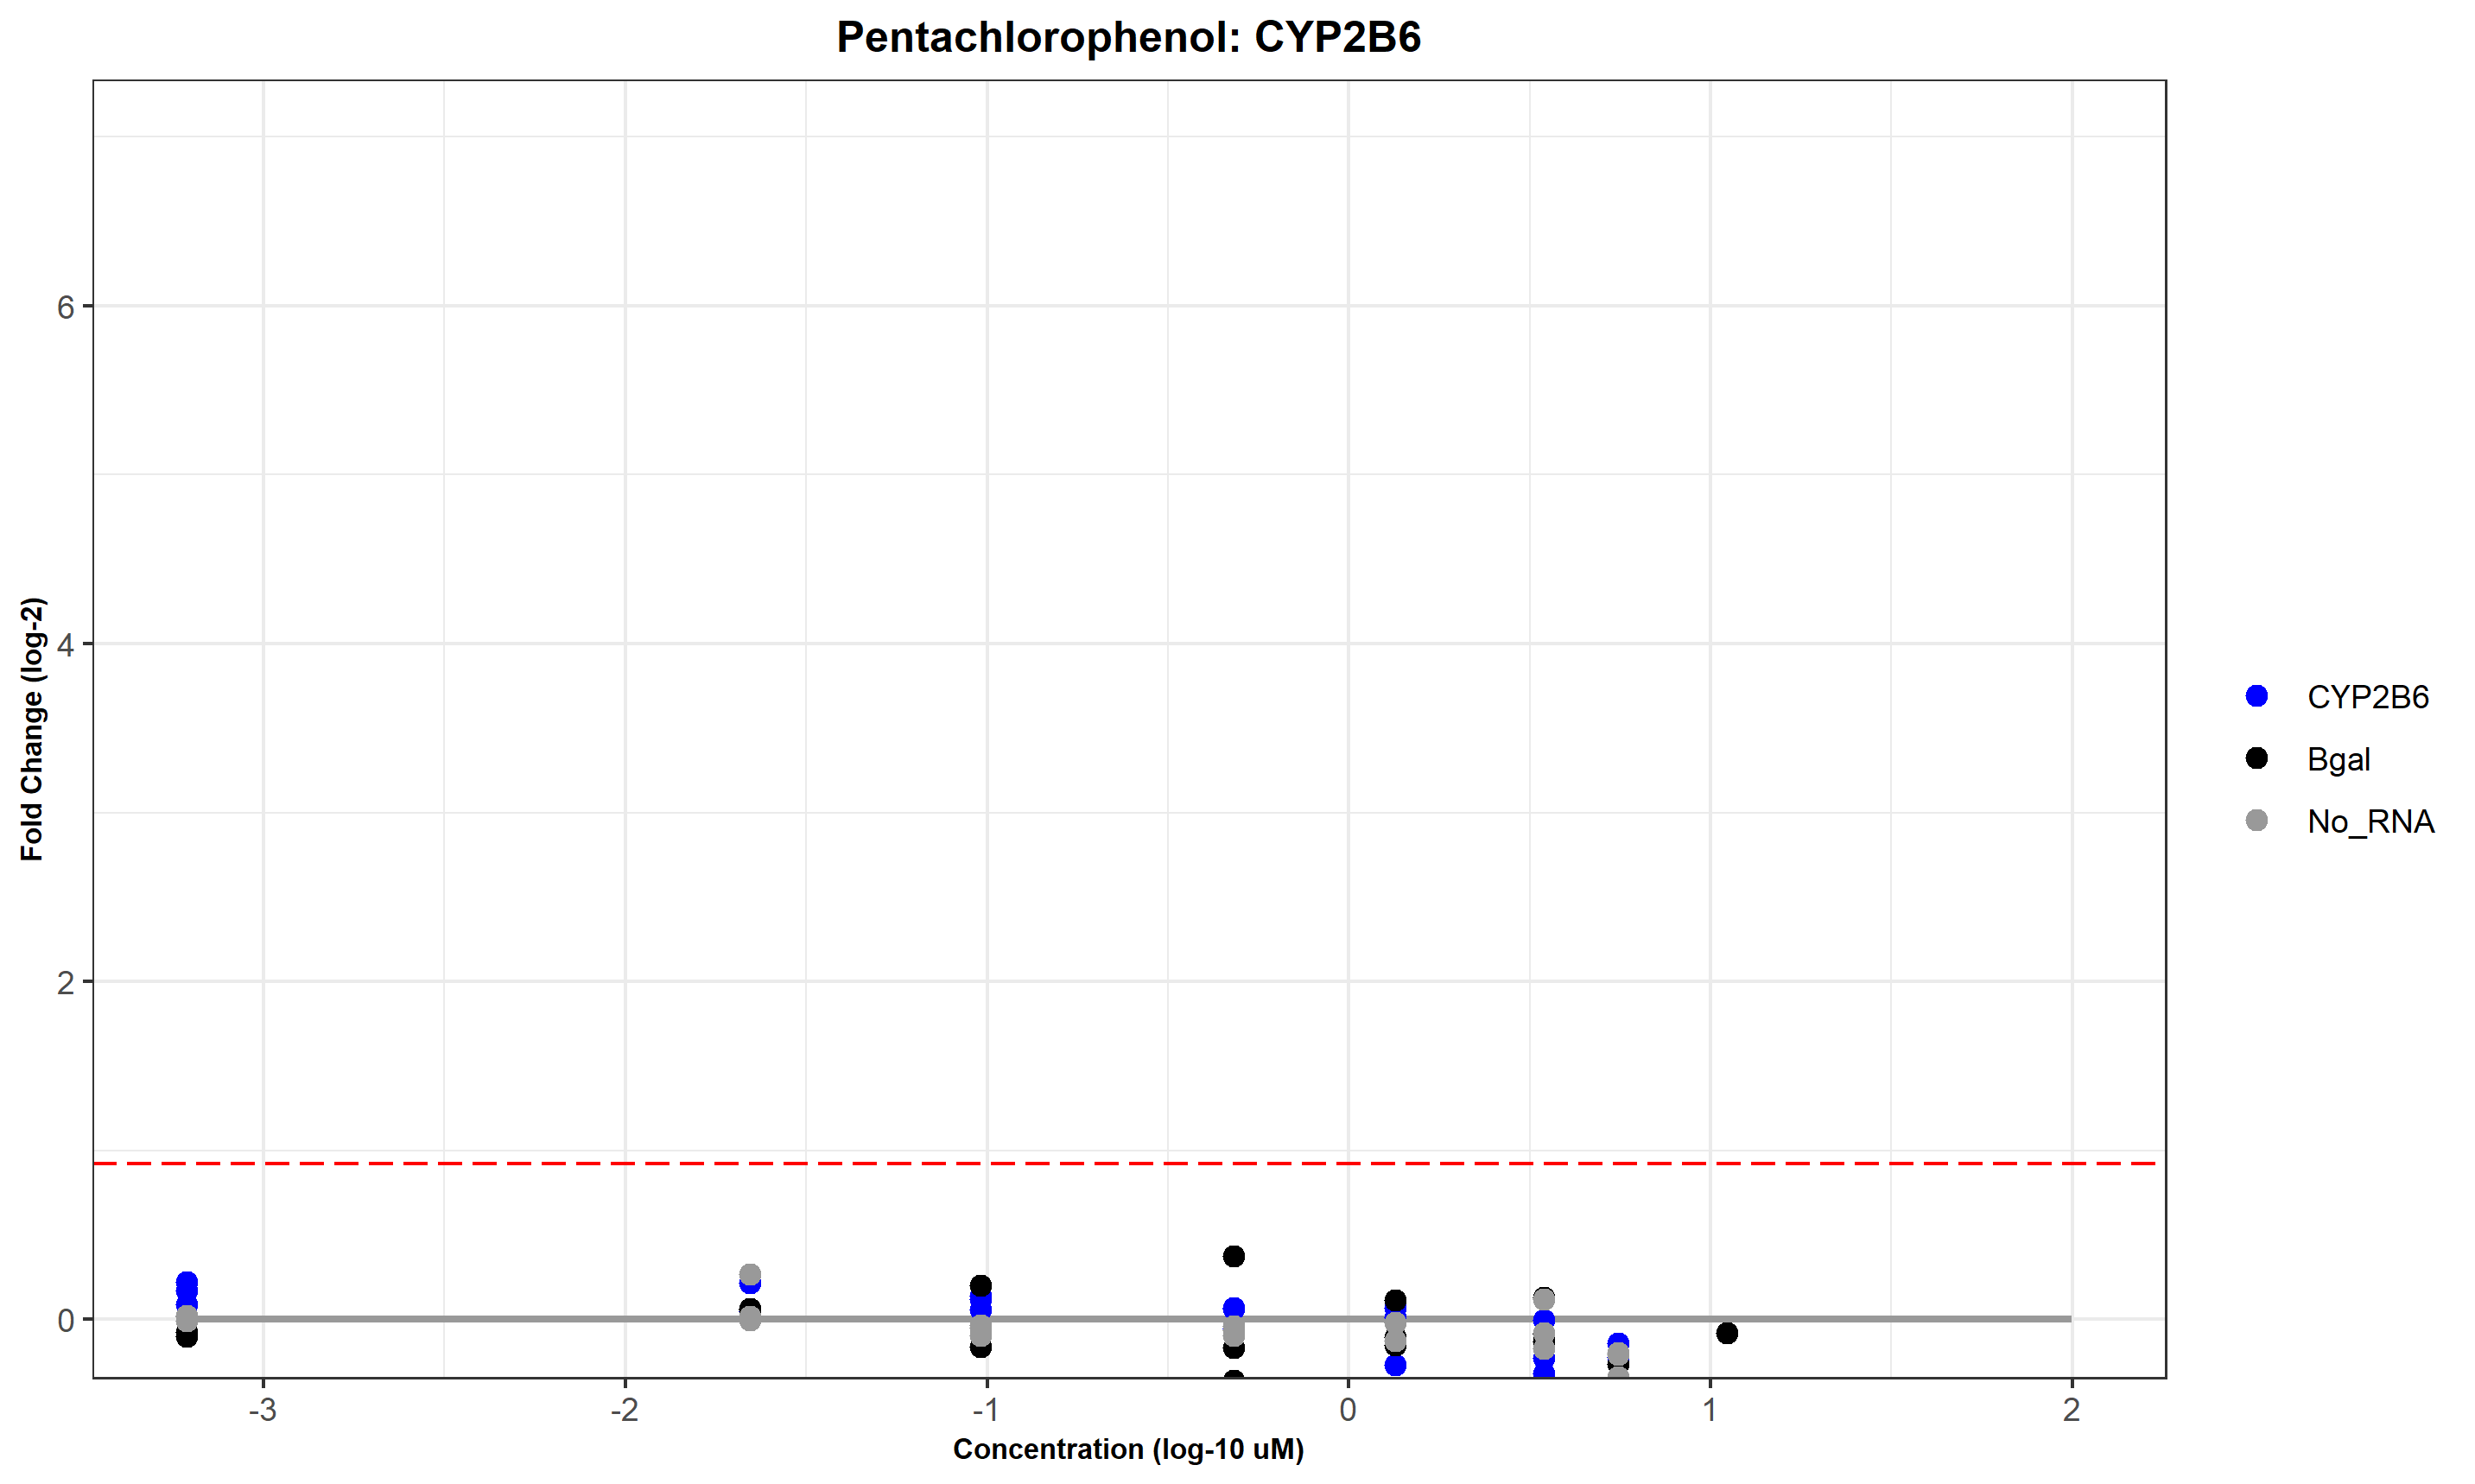 Pentachlorophenol: CYP2B6
Fold Change (log-2)
6
4
2
0
-3
-2
-1
0
1
2
Concentration (log-10 uM)
CYP2B6
Bgal
No_RNA